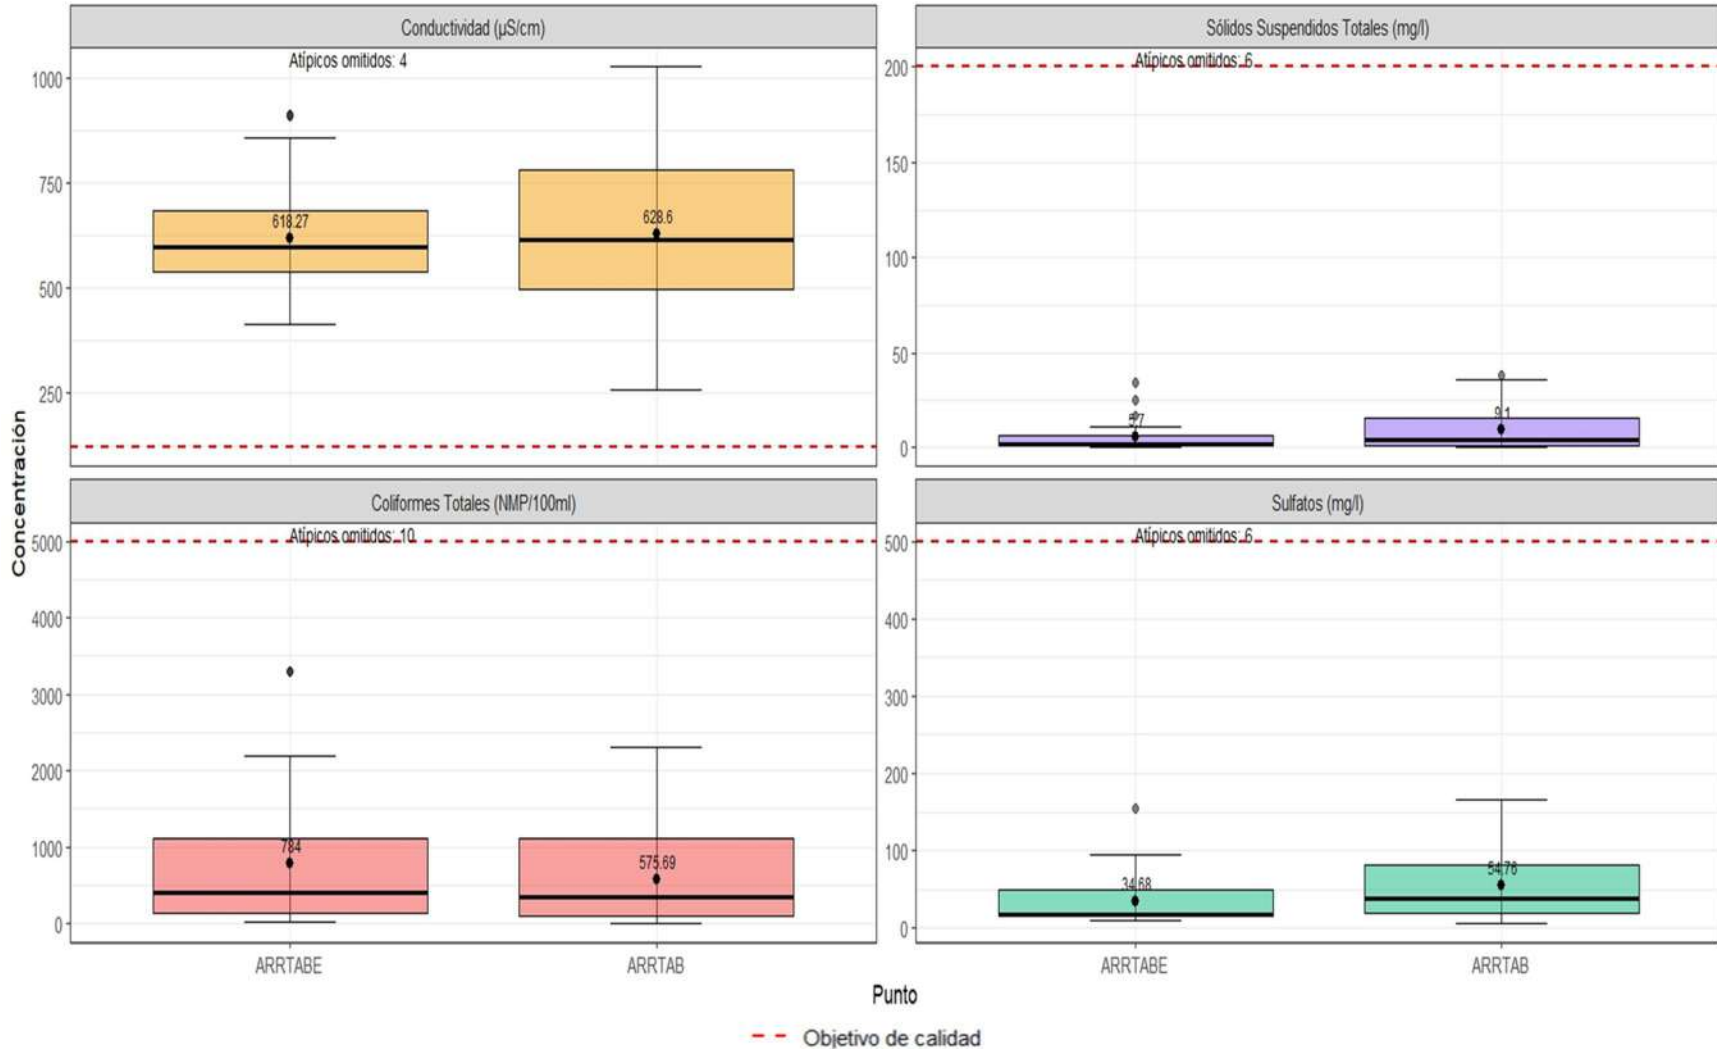 Conductividad (µS/cm)
Atípicos omitidos: 4
1000
750
500
250
618.27
628.6
Sólidos Suspendidos Totales (mg/l)
Atípicos omitidos: 6
200
150
100
50
0
5.7
9.1
Concentración
Coliformes Totales (NMP/100ml)
Atípicos omitidos: 10
5000
4000
3000
2000
1000
0
784
575.69
ARRTABE
ARRTAB
Sulfatos (mg/l)
Atípicos omitidos: 6
500
400
300
200
100
0
34.68
54.76
ARRTABE
ARRTAB
Punto
Objetivo de calidad